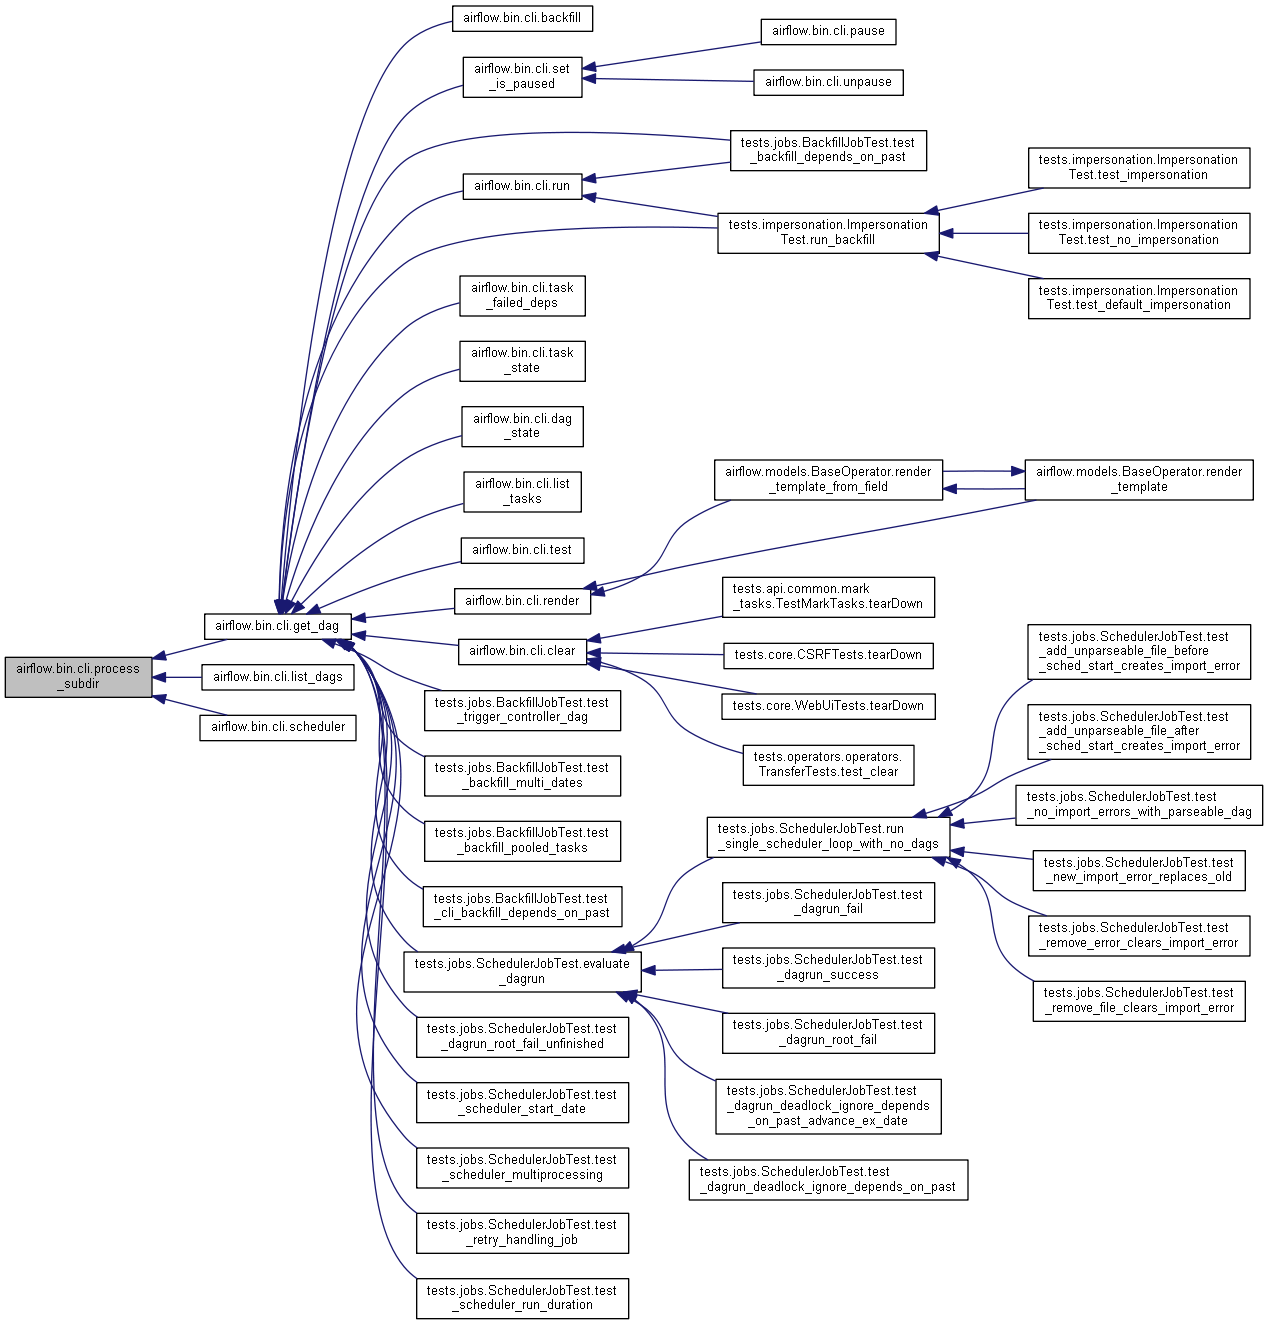 airflow.bin.cli.backfill
airflow.bin.cli.set
_is_paused
airflow.bin.cli.pause
airflow.bin.cli.unpause
tests.jobs.BackfillJobTest.test
_backfill_depends_on_past
airflow.bin.cli.run
tests.impersonation.Impersonation
Test.run_backfill
tests.impersonation.Impersonation
Test.test_impersonation
tests.impersonation.Impersonation
Test.test_no_impersonation
tests.impersonation.Impersonation
Test.test_default_impersonation
airflow.bin.cli.task
_failed_deps
airflow.bin.cli.task
_state
airflow.bin.cli.dag
_state
airflow.bin.cli.list
_tasks
airflow.models.BaseOperator.render
_template_from_field
airflow.models.BaseOperator.render
_template
airflow.bin.cli.test
airflow.bin.cli.render
airflow.bin.cli.get_dag
airflow.bin.cli.clear
tests.api.common.mark
_tasks.TestMarkTasks.tearDown
tests.core.CSRFTests.tearDown
tests.core.WebUiTests.tearDown
tests.operators.operators.
TransferTests.test_clear
airflow.bin.cli.process
_subdir
airflow.bin.cli.list_dags
airflow.bin.cli.scheduler
tests.jobs.BackfillJobTest.test
_trigger_controller_dag
tests.jobs.BackfillJobTest.test
_backfill_multi_dates
tests.jobs.BackfillJobTest.test
_backfill_pooled_tasks
tests.jobs.BackfillJobTest.test
_cli_backfill_depends_on_past
tests.jobs.SchedulerJobTest.evaluate
_dagrun
tests.jobs.SchedulerJobTest.run
_single_scheduler_loop_with_no_dags
tests.jobs.SchedulerJobTest.test
_add_unparseable_file_before
_sched_start_creates_import_error
tests.jobs.SchedulerJobTest.test
_add_unparseable_file_after
_sched_start_creates_import_error
tests.jobs.SchedulerJobTest.test
_no_import_errors_with_parseable_dag
tests.jobs.SchedulerJobTest.test
_new_import_error_replaces_old
tests.jobs.SchedulerJobTest.test
_remove_error_clears_import_error
tests.jobs.SchedulerJobTest.test
_remove_file_clears_import_error
tests.jobs.SchedulerJobTest.test
_dagrun_fail
tests.jobs.SchedulerJobTest.test
_dagrun_success
tests.jobs.SchedulerJobTest.test
_dagrun_root_fail
tests.jobs.SchedulerJobTest.test
_dagrun_deadlock_ignore_depends
_on_past_advance_ex_date
tests.jobs.SchedulerJobTest.test
_dagrun_deadlock_ignore_depends_on_past
tests.jobs.SchedulerJobTest.test
_dagrun_root_fail_unfinished
tests.jobs.SchedulerJobTest.test
_scheduler_start_date
tests.jobs.SchedulerJobTest.test
_scheduler_multiprocessing
tests.jobs.SchedulerJobTest.test
_retry_handling_job
tests.jobs.SchedulerJobTest.test
_scheduler_run_duration